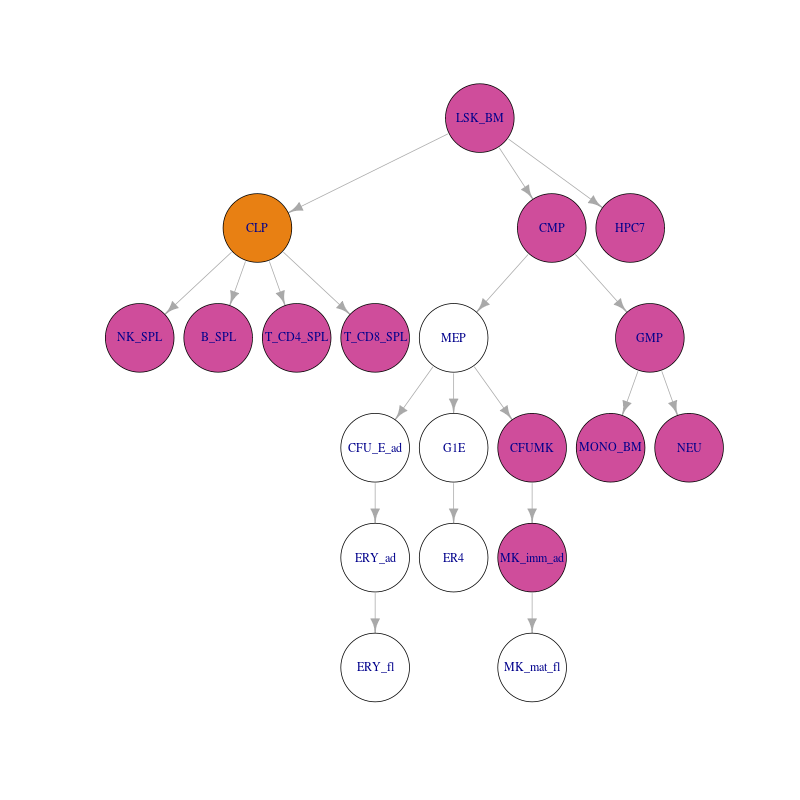 LSK_BM
CLP
CMP
HPC7
NK_SPL
B_SPL
T_CD4_SPL
T_CD8_SPL
MEP
GMP
CFU_E_ad
G1E
CFUMK
MONO_BM
NEU
ERY_ad
ER4
MK_imm_ad
ERY_fl
MK_mat_fl